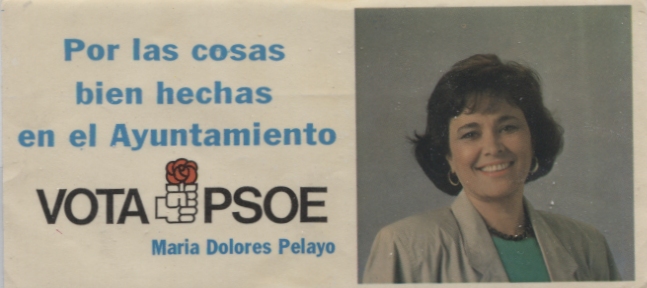 Por las cosas
bien hechas
en el Ayuntamiento
VOTA PSOE
Maria Dolores Pelayo